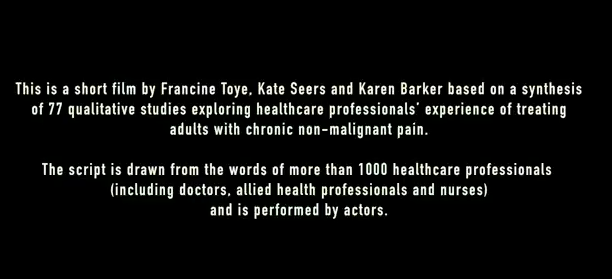 This is a short film by Francine Toye, Kate Seers and Karen Barker based on a synthesis
of 77 qualitative studies exploring healthcare professionals' experience of treating
adults with chronic non-malignant pain.
The script is drawn from the words of more than 1000 healthcare professionals
(including doctors, allied health professionals and nurses)
and is performed by actors.